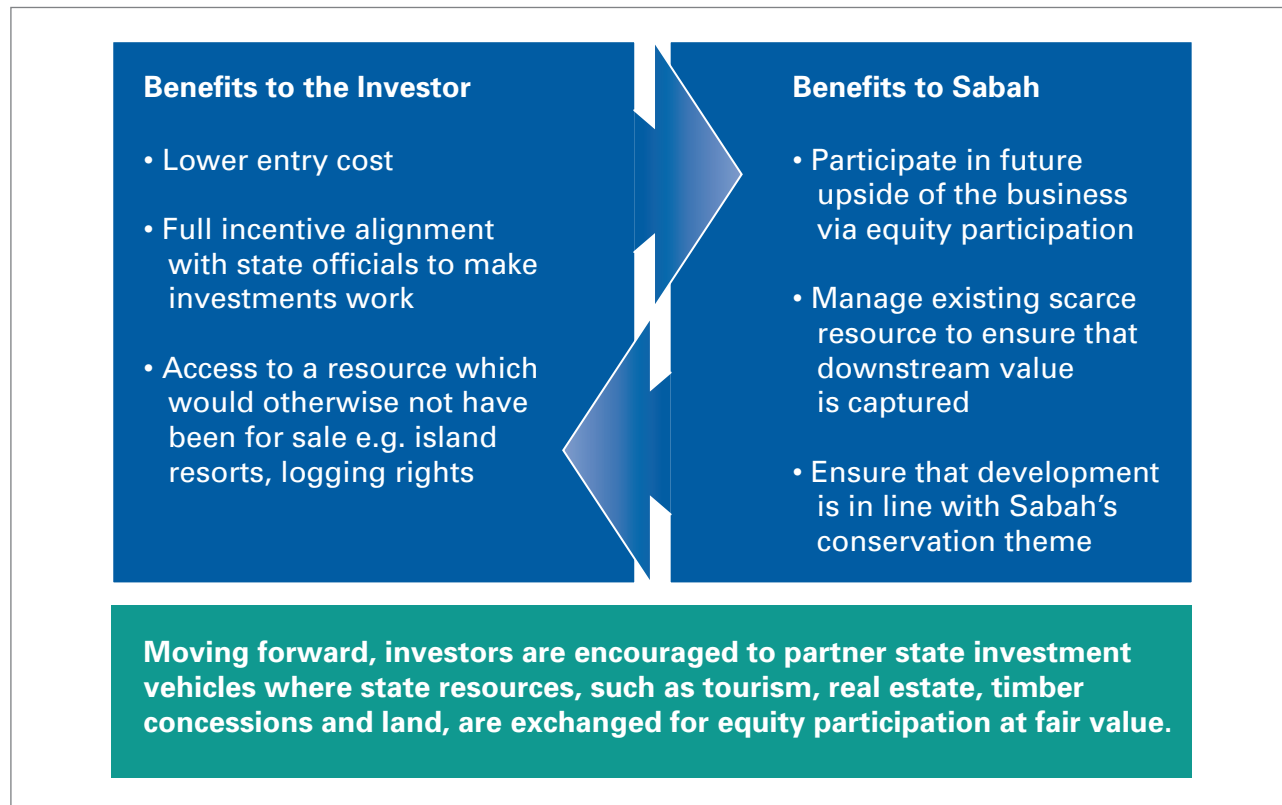 Benefits to the Investor
• Lower entry cost
• Full incentive alignment
with state officials to make
investments work
• Access to a resource which
would otherwise not have
been for sale e.g. island
resorts, logging rights
Benefits to Sabah
• Participate in future
upside of the business
via equity participation
• Manage existing scarce
resource to ensure that
downstream value
is captured
• Ensure that development
is in line with Sabah’s
conservation theme
Moving forward, investors are encouraged to partner state investment
vehicles where state resources, such as tourism, real estate, timber
concessions and land, are exchanged for equity participation at fair value.